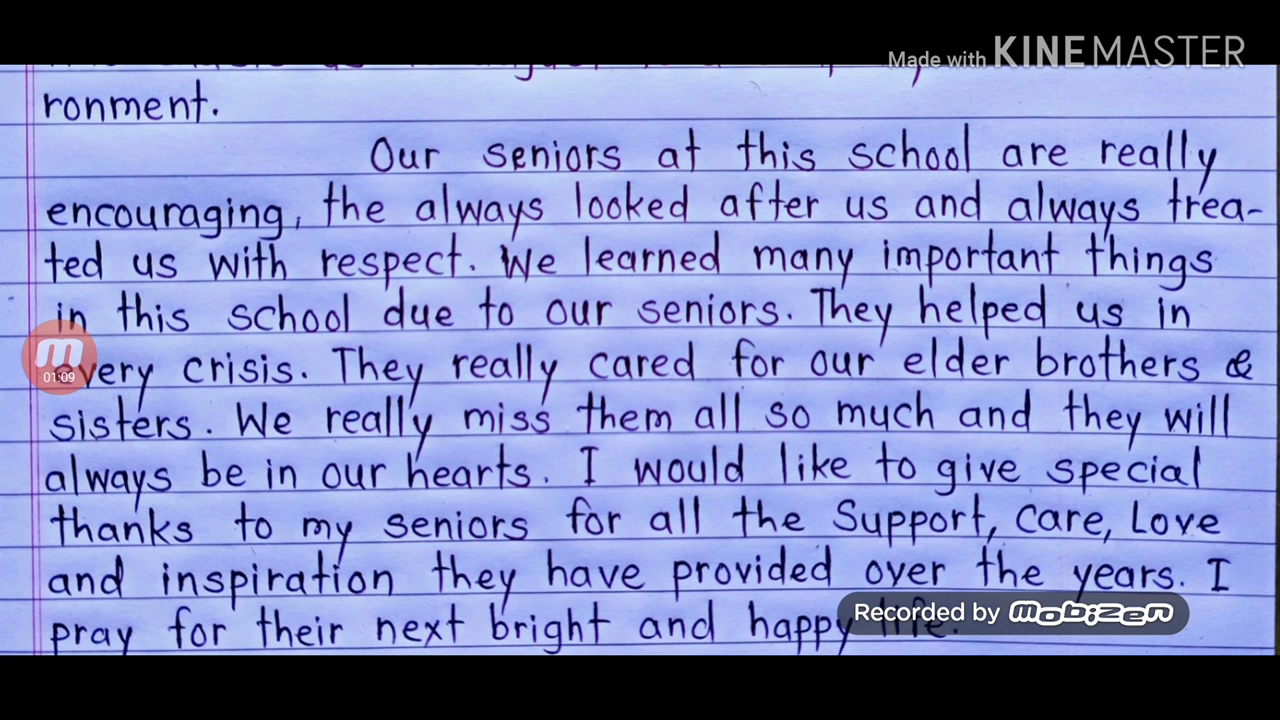 Made with KINEMASTER
ronment.
Our seniors at this school are really
encouraging, the always looked after us and always trea-
ted us with respect. We learned many important things
in this school due to our seniors. They helped us in
every crisis. They really cared for our elder brothers &
01:09
sisters. We really miss them all so much and they will
always be in our hearts. I would like to give special
thanks to my seniors for all the Support, Care, Love
and inspiration they have provided over the years. I
Recorded by mobizen
pray for their next bright and happy life.